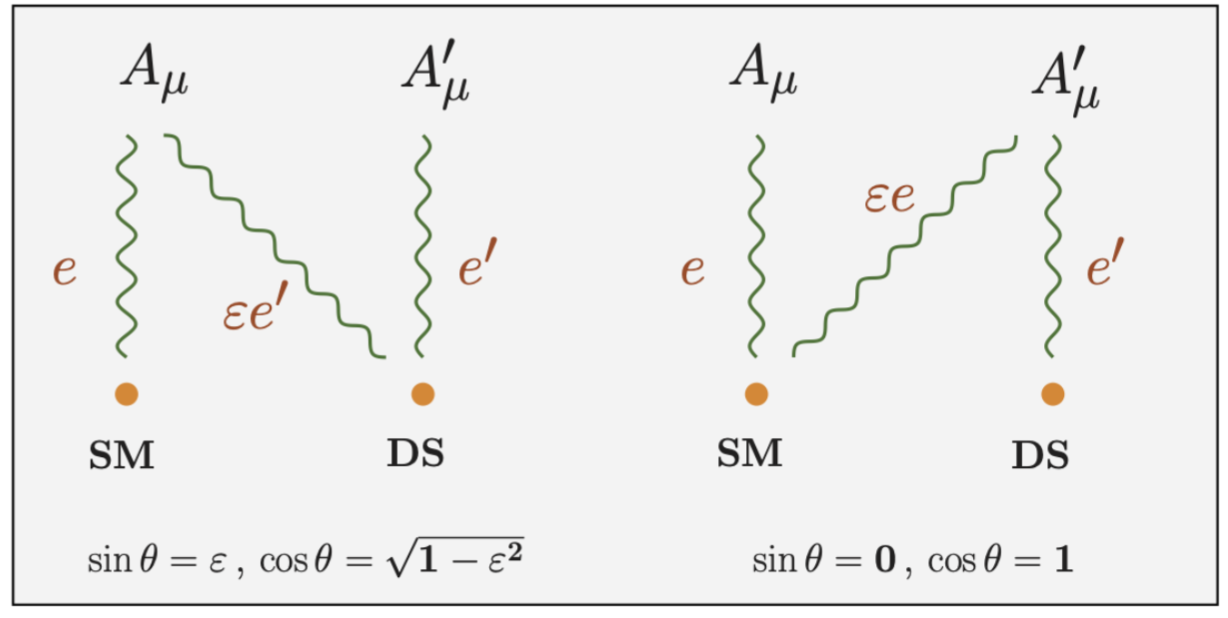 A_μ A′_μ A_μ A′_μ
εe
e εe′ e′ e e′
SM DS SM DS
sin θ = ε , cos θ = √1 − ε² sin θ = 0 , cos θ = 1